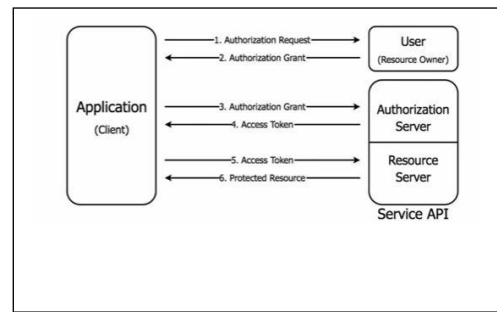 1. Authorization Request
2. Authorization Grant
User
(Resource Owner)
Application
(Client)
3. Authorization Grant
4. Access Token
Authorization
Server
5. Access Token
6. Protected Resource
Resource
Server
Service API